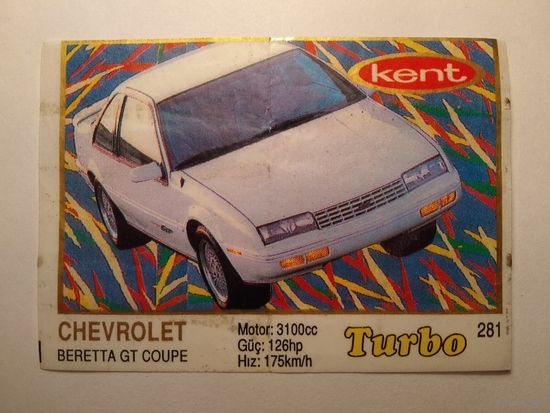 kent
CHEVROLET
BERETTA GT COUPE
Motor: 3100cc
Güç: 126hp
Hız: 175km/h
Turbo
281